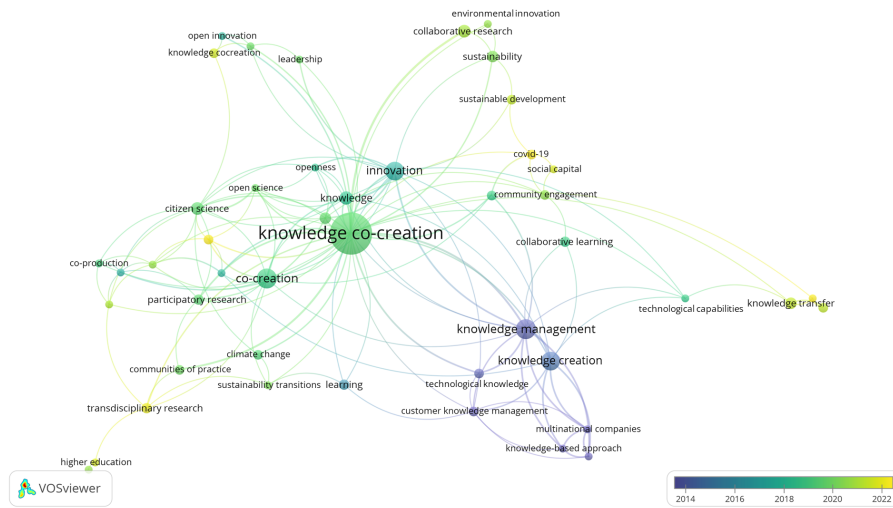 environmental innovation
collaborative research
open innovation
knowledge cocreation
leadership
sustainability
sustainable development
covid-19
social capital
openness
innovation
open science
knowledge
community engagement
citizen science
knowledge co-creation
collaborative learning
co-production
co-creation
participatory research
technological capabilities
knowledge transfer
knowledge management
climate change
knowledge creation
communities of practice
sustainability transitions
learning
technological knowledge
transdisciplinary research
customer knowledge management
multinational companies
knowledge-based approach
higher education
VOSviewer
2014 2016 2018 2020 2022